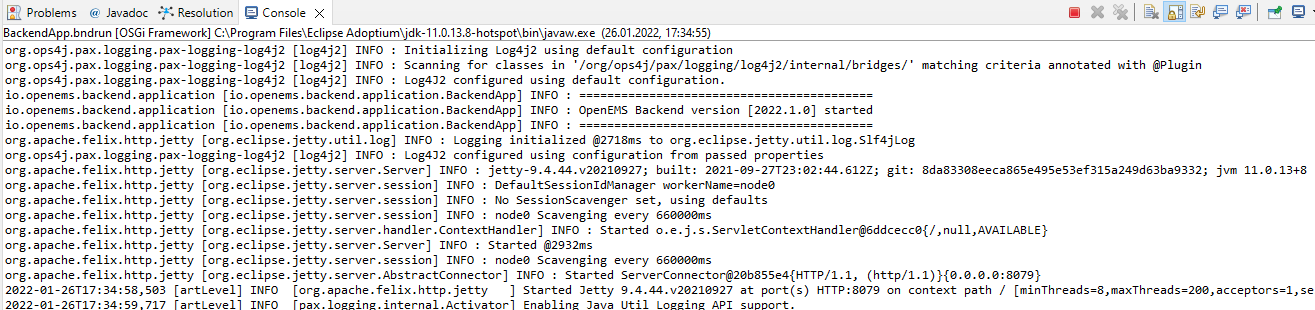 Problems @ Javadoc Resolution Console
BackendApp.bndrun [OSGi Framework] C:\Program Files\Eclipse Adoptium\jdk-11.0.13.8-hotspot\bin\javaw.exe (26.01.2022, 17:34:55)
org.ops4j.pax.logging.pax-logging-log4j2 [log4j2] INFO : Initializing Log4j2 using default configuration
org.ops4j.pax.logging.pax-logging-log4j2 [log4j2] INFO : Scanning for classes in '/org/ops4j/pax/logging/log4j2/internal/bridges/' matching criteria annotated with @Plugin
org.ops4j.pax.logging.pax-logging-log4j2 [log4j2] INFO : Log4J2 configured using default configuration.
io.openems.backend.application [io.openems.backend.application.BackendApp] INFO : =========================================
io.openems.backend.application [io.openems.backend.application.BackendApp] INFO : OpenEMS Backend version [2022.1.0] started
io.openems.backend.application [io.openems.backend.application.BackendApp] INFO : =========================================
org.apache.felix.http.jetty [org.eclipse.jetty.util.log] INFO : Logging initialized @2718ms to org.eclipse.jetty.util.log.Slf4jLog
org.ops4j.pax.logging.pax-logging-log4j2 [log4j2] INFO : Log4J2 configured using configuration from passed properties
org.apache.felix.http.jetty [org.eclipse.jetty.server.Server] INFO : jetty-9.4.44.v20210927; built: 2021-09-27T23:02:44.612Z; git: 8da83308eeca865e495e53ef315a249d63ba9332; jvm 11.0.13+8
org.apache.felix.http.jetty [org.eclipse.jetty.server.session] INFO : DefaultSessionIdManager workerName=node0
org.apache.felix.http.jetty [org.eclipse.jetty.server.session] INFO : No SessionScavenger set, using defaults
org.apache.felix.http.jetty [org.eclipse.jetty.server.session] INFO : node0 Scavenging every 660000ms
org.apache.felix.http.jetty [org.eclipse.jetty.server.handler.ContextHandler] INFO : Started o.e.j.s.ServletContextHandler@6ddcecc0{/,null,AVAILABLE}
org.apache.felix.http.jetty [org.eclipse.jetty.server.Server] INFO : Started @2932ms
org.apache.felix.http.jetty [org.eclipse.jetty.server.session] INFO : node0 Scavenging every 660000ms
org.apache.felix.http.jetty [org.eclipse.jetty.server.AbstractConnector] INFO : Started ServerConnector@20b855e4{HTTP/1.1, (http/1.1)}{0.0.0.0:8079}
2022-01-26T17:34:58,503 [artLevel] INFO  [org.apache.felix.http.jetty   ] Started Jetty 9.4.44.v20210927 at port(s) HTTP:8079 on context path / [minThreads=8,maxThreads=200,acceptors=1,se
2022-01-26T17:34:59,717 [artLevel] INFO  [pax.logging.internal.Activator] Enabling Java Util Logging API support.